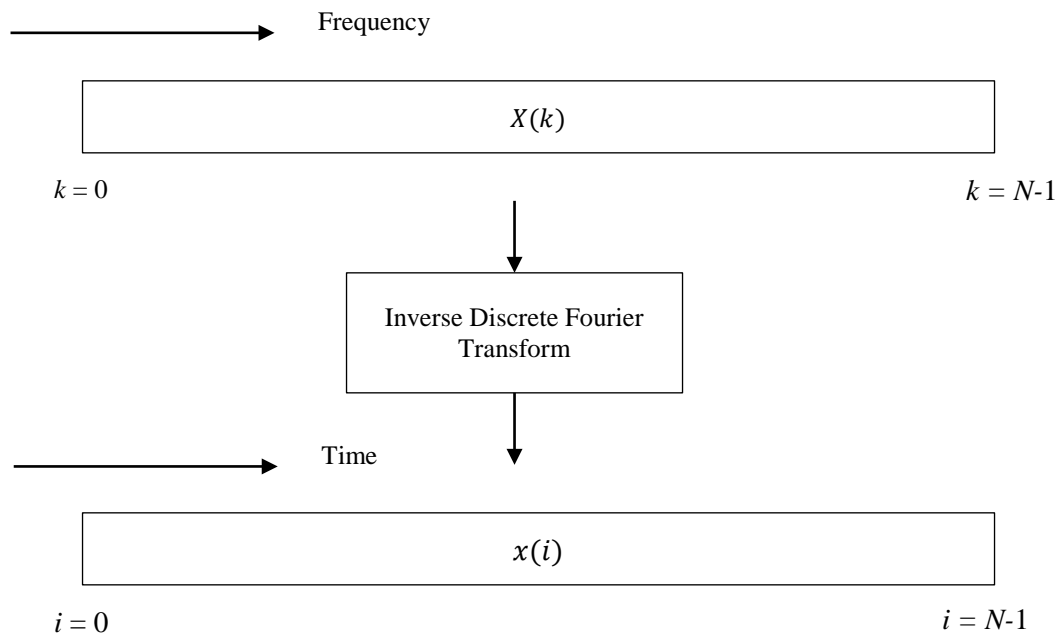 Frequency
X(k)
k = 0
k = N-1
Inverse Discrete Fourier
Transform
Time
x(i)
i = 0
i = N-1